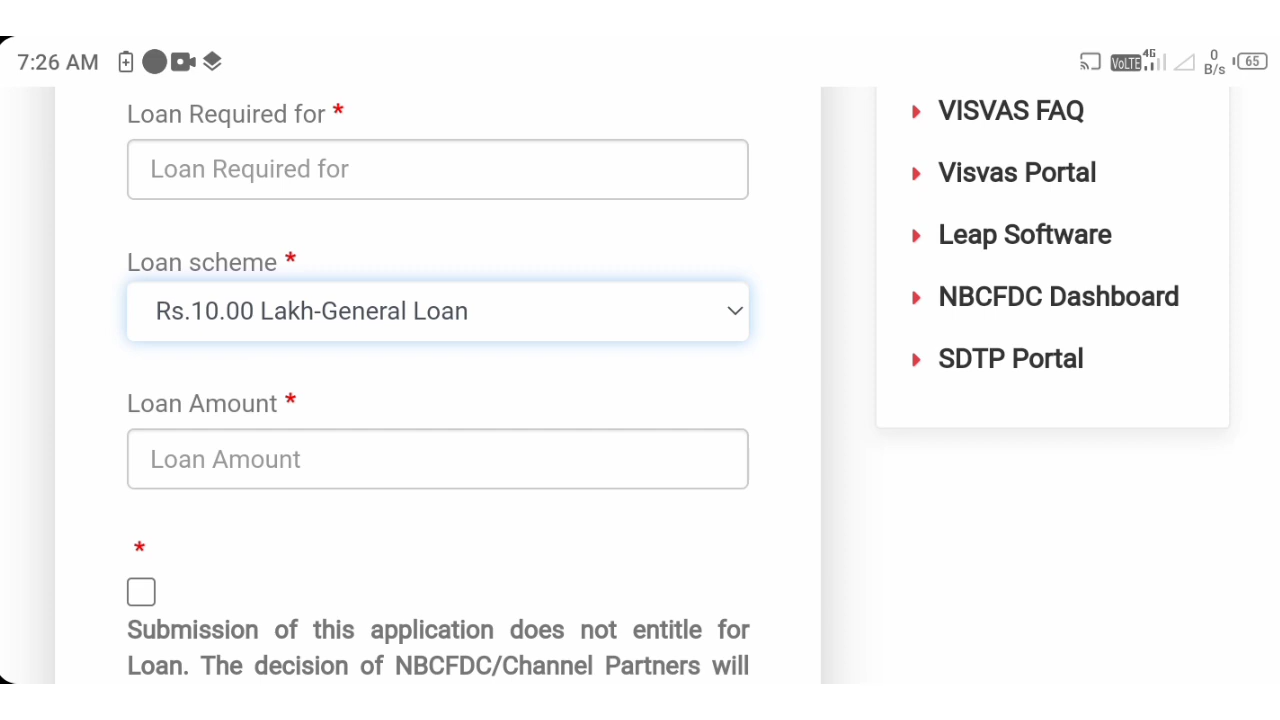 7:26 AM
VoLTE 4G 0 B/s 65
Loan Required for *
Loan Required for
Loan scheme *
Rs.10.00 Lakh-General Loan
Loan Amount *
Loan Amount
*
Submission of this application does not entitle for
Loan. The decision of NBCFDC/Channel Partners will
VISVAS FAQ
Visvas Portal
Leap Software
NBCFDC Dashboard
SDTP Portal